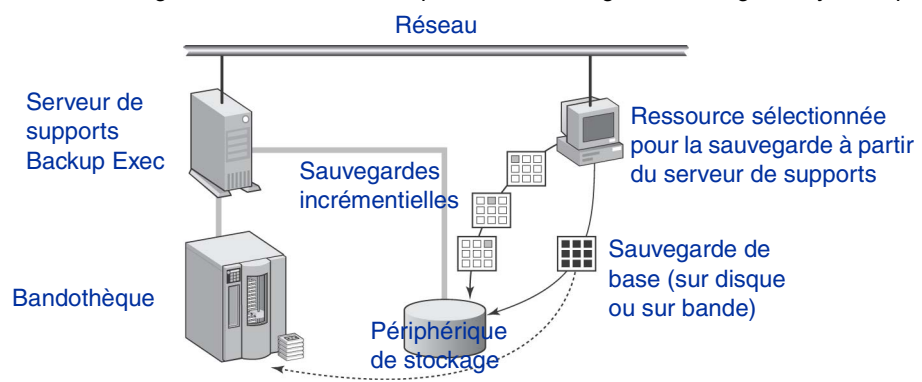 Réseau
Serveur de
supports
Backup Exec
Ressource sélectionnée
pour la sauvegarde à partir
du serveur de supports
Sauvegardes
incrémentielles
Sauvegarde de
base (sur disque
ou sur bande)
Bandothèque
Périphérique
de stockage